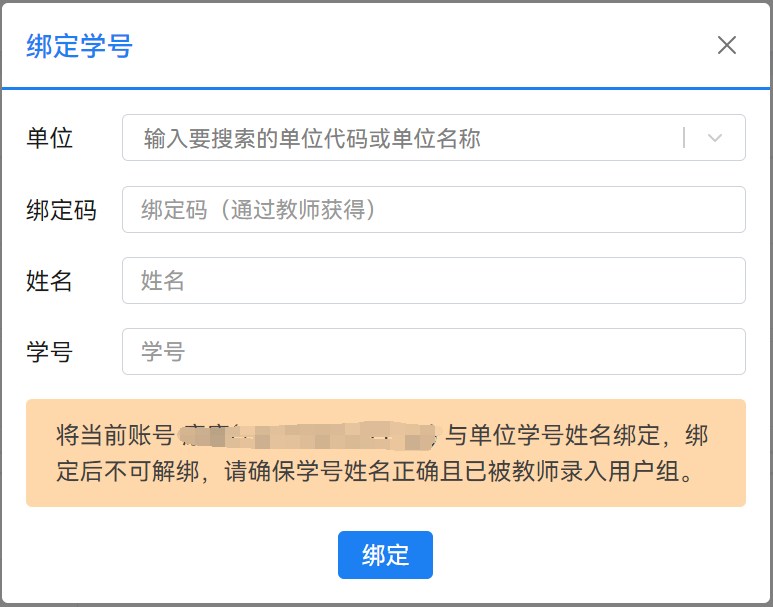 绑定学号
单位 输入要搜索的单位代码或单位名称
绑定码 绑定码（通过教师获得）
姓名 姓名
学号 学号
将当前账号 与单位学号姓名绑定，绑
定后不可解绑，请确保学号姓名正确且已被教师录入用户组。
绑定